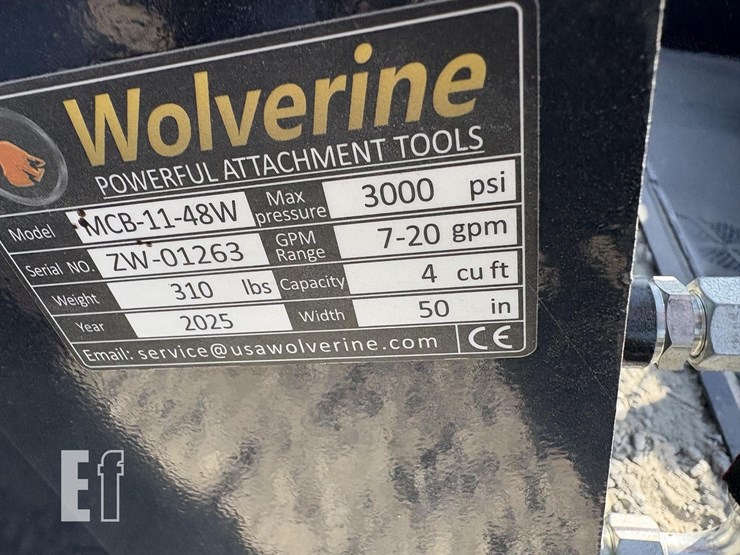 Wolverine
POWERFUL ATTACHMENT TOOLS
Model MCB-11-48W Max pressure 3000 psi
Serial NO. ZW-01263 GPM Range 7-20 gpm
Weight 310 lbs Capacity 4 cu ft
Year 2025 Width 50 in
Email: service@usawolverine.com CE
Ef